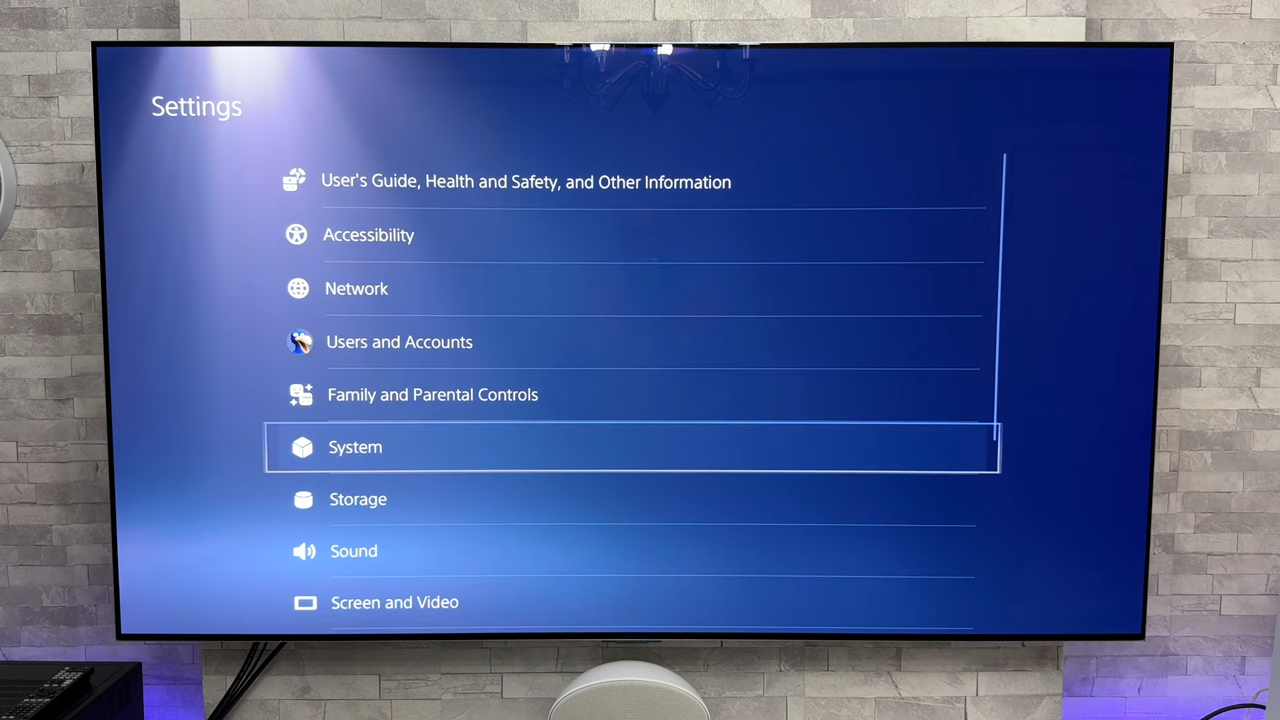 Settings
User's Guide, Health and Safety, and Other Information
Accessibility
Network
Users and Accounts
Family and Parental Controls
System
Storage
Sound
Screen and Video